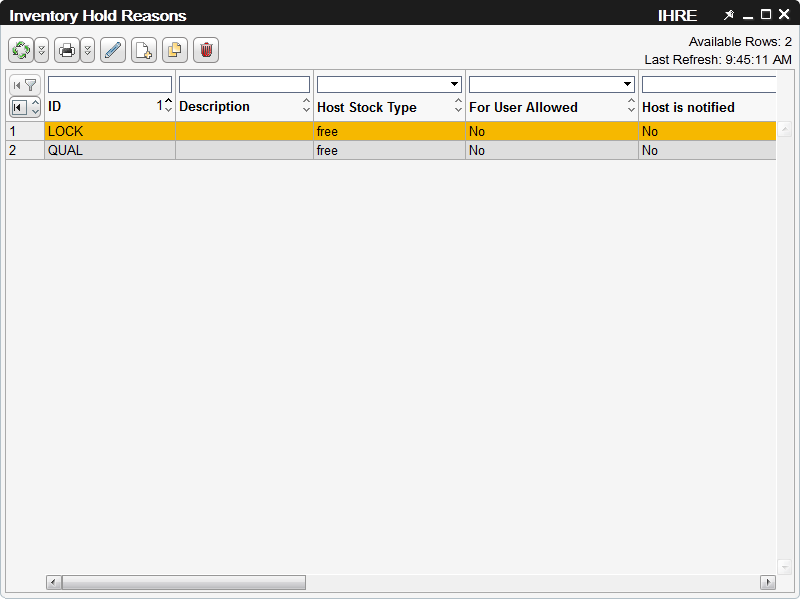 Inventory Hold Reasons IHRE
Available Rows: 2
Last Refresh: 9:45:11 AM
ID 1 Description Host Stock Type For User Allowed Host is notified
1 LOCK free No No
2 QUAL free No No